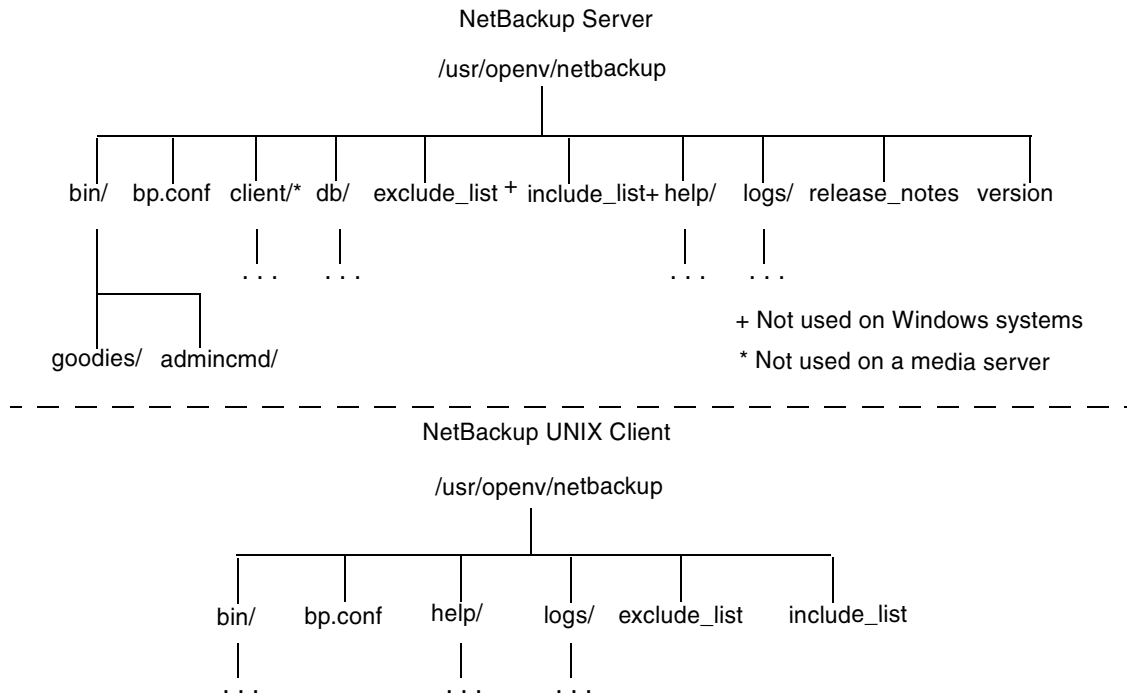 NetBackup Server
/usr/openv/netbackup
bin/ bp.conf client/* db/ exclude_list + include_list+ help/ logs/ release_notes version
. . . . . . . . . . . .
+ Not used on Windows systems
goodies/ admincmd/
* Not used on a media server
NetBackup UNIX Client
/usr/openv/netbackup
bin/ bp.conf help/ logs/ exclude_list include_list
. . . . . . . . .